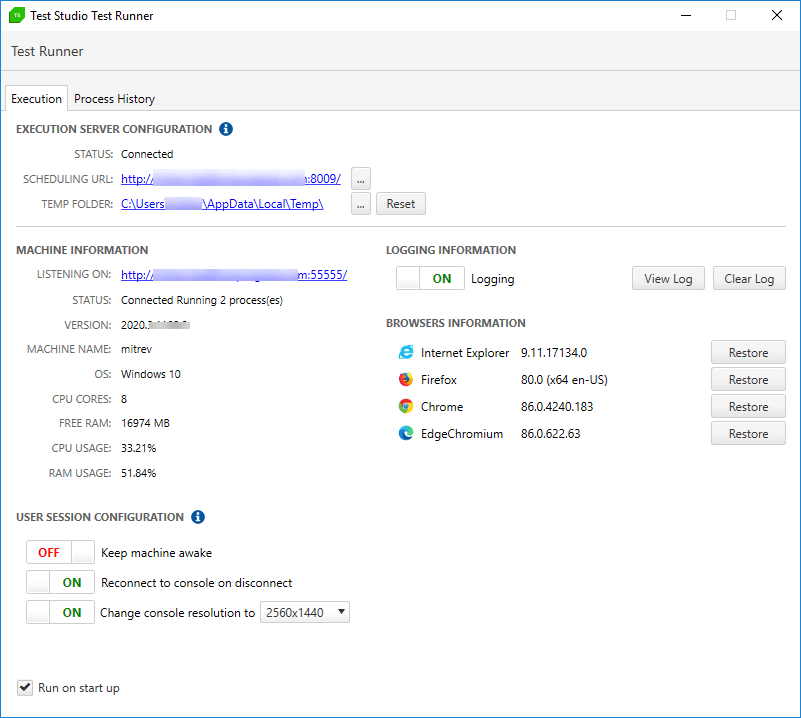 TS Test Studio Test Runner
Test Runner
Execution Process History
EXECUTION SERVER CONFIGURATION i
STATUS: Connected
SCHEDULING URL: http:// :8009/ ...
TEMP FOLDER: C:\Users \AppData\Local\Temp\ ... Reset
MACHINE INFORMATION
LISTENING ON: http:// m:55555/
STATUS: Connected Running 2 process(es)
VERSION: 2020.
MACHINE NAME: mitrev
OS: Windows 10
CPU CORES: 8
FREE RAM: 16974 MB
CPU USAGE: 33.21%
RAM USAGE: 51.84%
LOGGING INFORMATION
ON Logging View Log Clear Log
BROWSERS INFORMATION
Internet Explorer 9.11.17134.0 Restore
Firefox 80.0 (x64 en-US) Restore
Chrome 86.0.4240.183 Restore
EdgeChromium 86.0.622.63 Restore
USER SESSION CONFIGURATION i
OFF Keep machine awake
ON Reconnect to console on disconnect
ON Change console resolution to 2560x1440
Run on start up